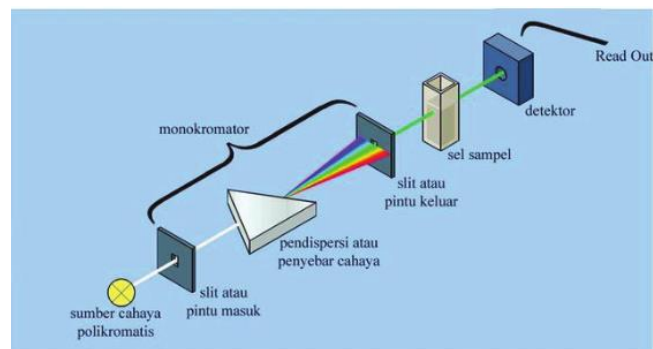 Read Out
detektor
monokromator
sel sampel
slit atau
pintu keluar
pendispersi atau
penyebar cahaya
slit atau
pintu masuk
sumber cahaya
polikromatis